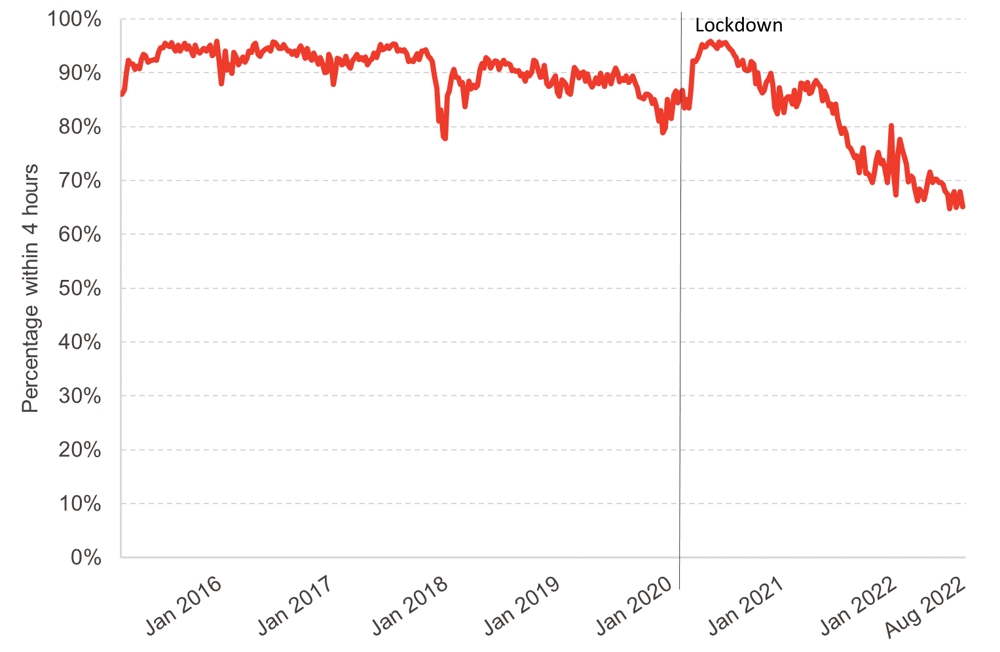 Lockdown
Percentage within 4 hours
100%
90%
80%
70%
60%
50%
40%
30%
20%
10%
0%
Jan 2016
Jan 2017
Jan 2018
Jan 2019
Jan 2020
Jan 2021
Jan 2022
Aug 2022